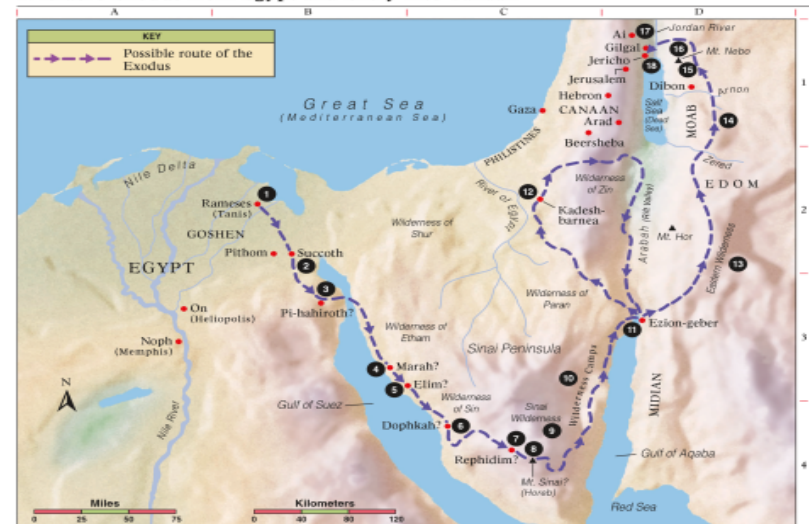 A B C D
KEY
Possible route of the
Exodus
Great Sea
(Mediterranean Sea)
Ai
17
Jordan River
Gilgal
16
Mt. Nebo
Jericho
18
15
Jerusalem
Dibon
Arnon
1
Hebron
Gaza
CANAAN
Salt
Sea
(Dead
Sea)
MOAB
14
Arad
Beersheba
PHILISTINES
Zered
Nile Delta
1
Rameses
(Tanis)
12
Wilderness
of Zin
EDOM
River of Egypt
Kadesh-
barnea
Arabah (Rift Valley)
2
GOSHEN
Wilderness of
Shur
Mt. Hor
Pithom
Succoth
EGYPT
2
Eastern Wilderness
13
3
On
(Heliopolis)
Pi-hahiroth?
Wilderness of
Paran
Ezion-geber
11
Wilderness of
Etham
3
Noph
(Memphis)
Sinai Peninsula
4
Marah?
5
Elim?
10
Wilderness Camps
MIDIAN
N
Nile River
Gulf of Suez
Wilderness
of Sin
Sinai
Wilderness
Dophkah?
6
7
9
8
Rephidim?
Gulf of Aqaba
4
Mt. Sinai?
(Horeb)
Miles
0 25 50 75
Kilometers
0 40 80 120
Red Sea